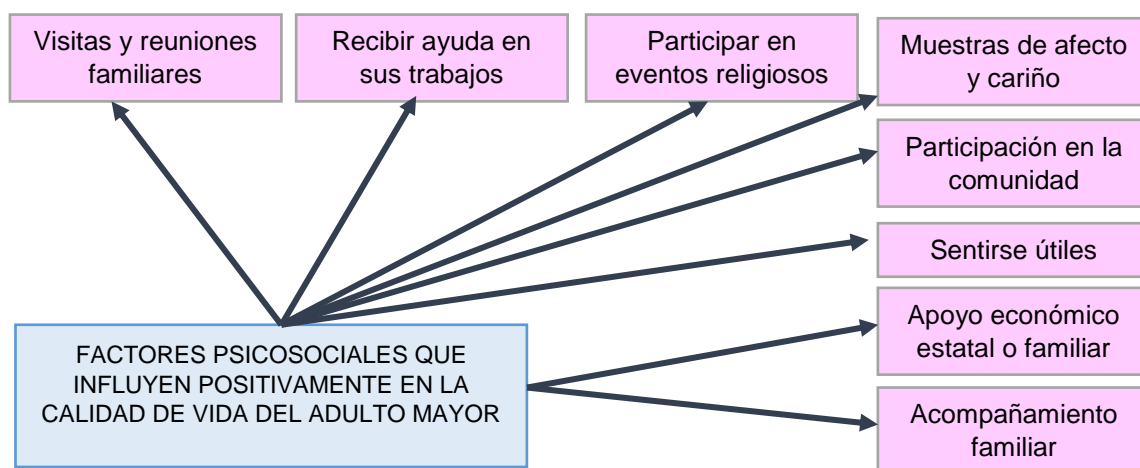 Visitas y reuniones
familiares
Recibir ayuda en
sus trabajos
Participar en
eventos religiosos
Muestras de afecto
y cariño
Participación en la
comunidad
Sentirse útiles
Apoyo económico
estatal o familiar
Acompañamiento
familiar
FACTORES PSICOSOCIALES QUE
INFLUYEN POSITIVAMENTE EN LA
CALIDAD DE VIDA DEL ADULTO MAYOR